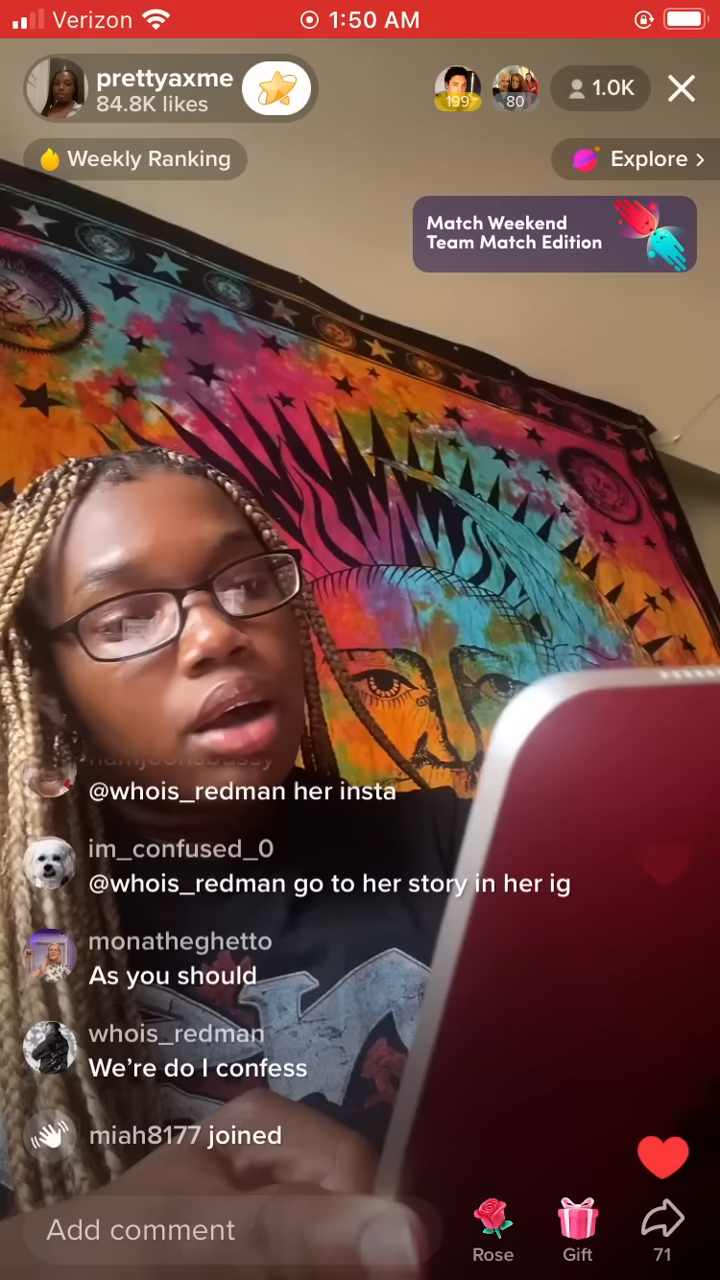 Verizon
1:50 AM
prettyaxme
84.8K likes
199
80
1.0K
Weekly Ranking
Explore >
Match Weekend
Team Match Edition
@whois_redman her insta
im_confused_0
@whois_redman go to her story in her ig
monatheghetto
As you should
whois_redman
We're do I confess
miah8177 joined
Add comment
Rose
Gift
71